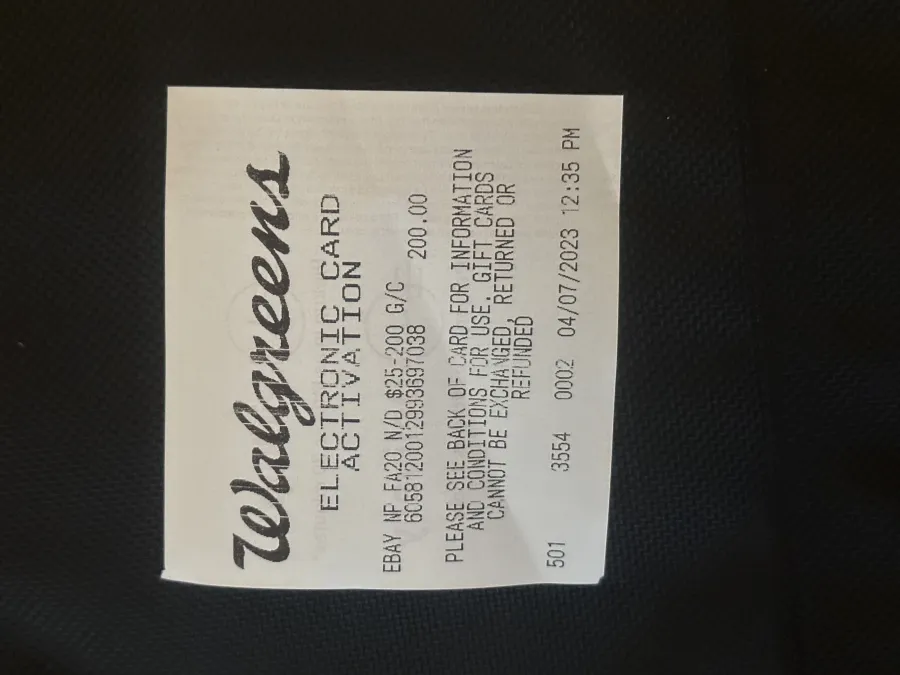 Walgreens
ELECTRONIC CARD
ACTIVATION
EBAY NP FA20 N/D $25-200 G/C
6058120012993697038 200.00
PLEASE SEE BACK OF CARD FOR INFORMATION
AND CONDITIONS FOR USE. GIFT CARDS
CANNOT BE EXCHANGED, RETURNED OR
REFUNDED
501 3554 0002 04/07/2023 12:35 PM